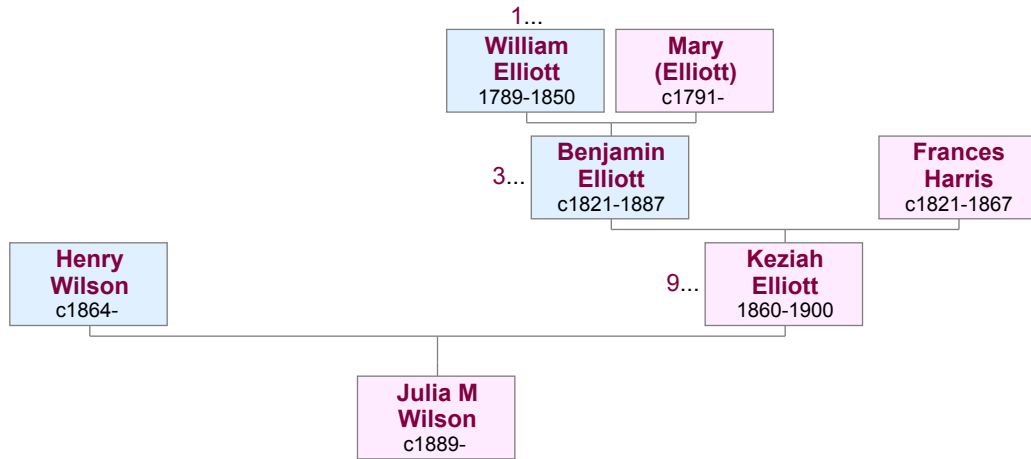 1...
William
Elliott
1789-1850
Mary
(Elliott)
c1791-
3...
Benjamin
Elliott
c1821-1887
Frances
Harris
c1821-1867
Henry
Wilson
c1864-
9...
Keziah
Elliott
1860-1900
Julia M
Wilson
c1889-